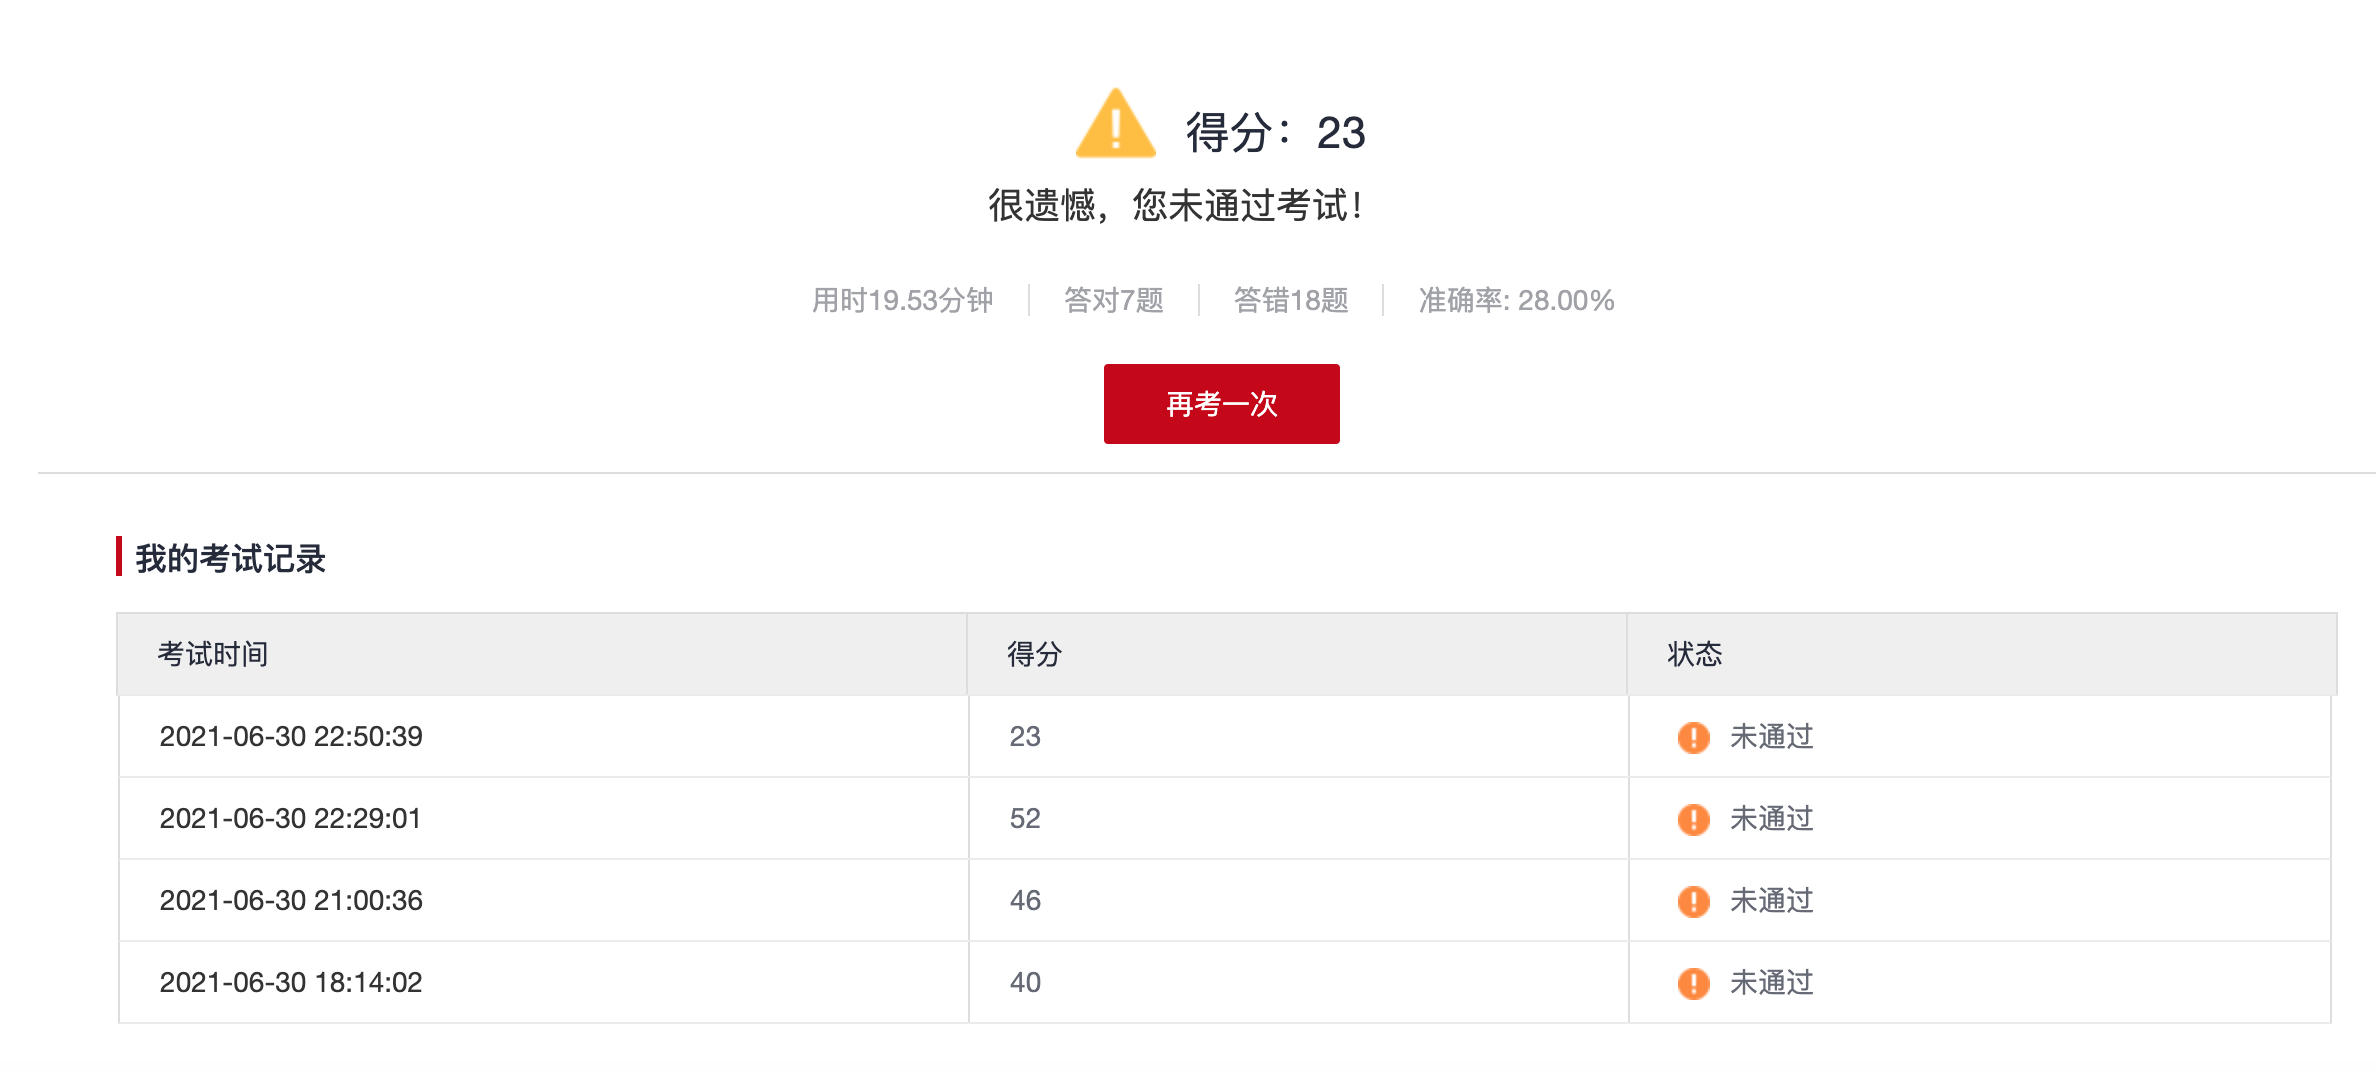 得分：23
很遗憾，您未通过考试！
用时19.53分钟 答对7题 答错18题 准确率: 28.00%
再考一次
我的考试记录
考试时间 得分 状态
2021-06-30 22:50:39 23 未通过
2021-06-30 22:29:01 52 未通过
2021-06-30 21:00:36 46 未通过
2021-06-30 18:14:02 40 未通过